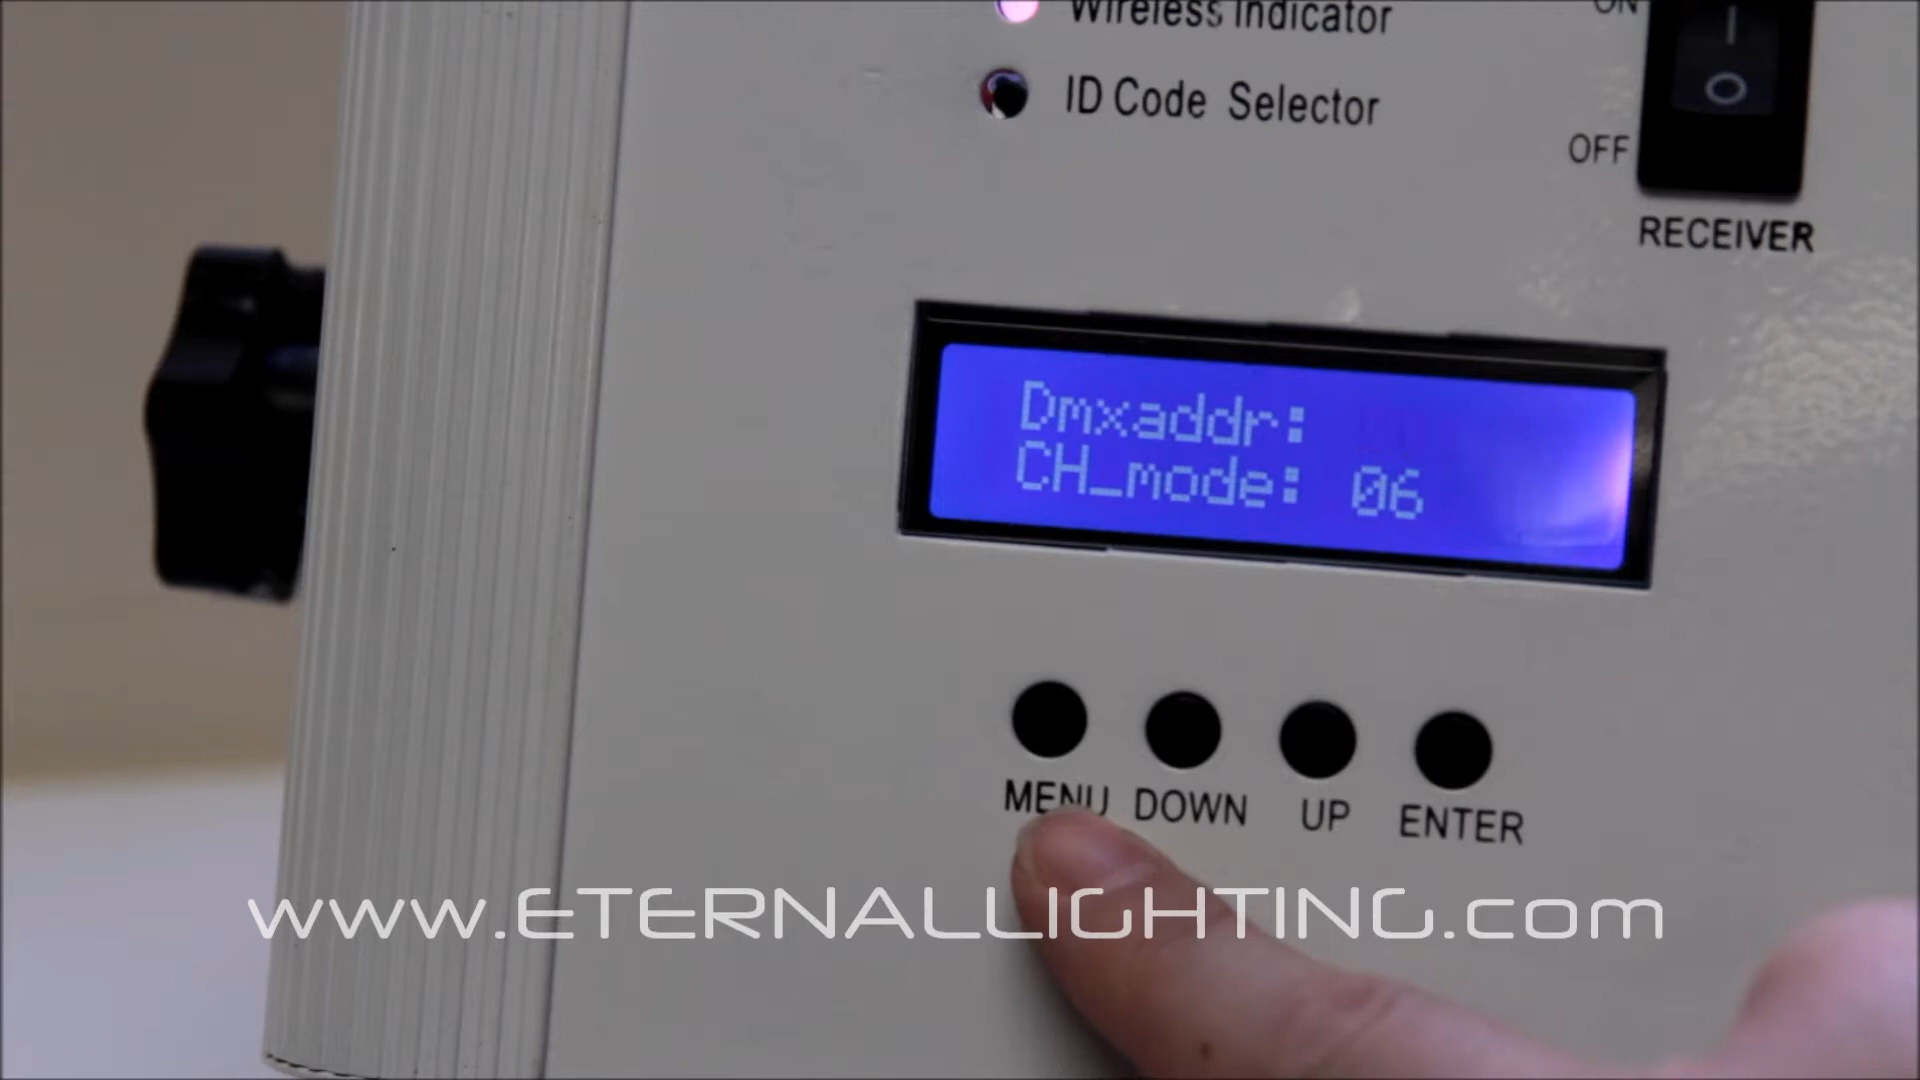 Wireless Indicator
ON
ID Code Selector
OFF
RECEIVER
Dmxaddr:
CH_mode: 06
MENU DOWN UP ENTER
www.ETERNALLIGHTING.com